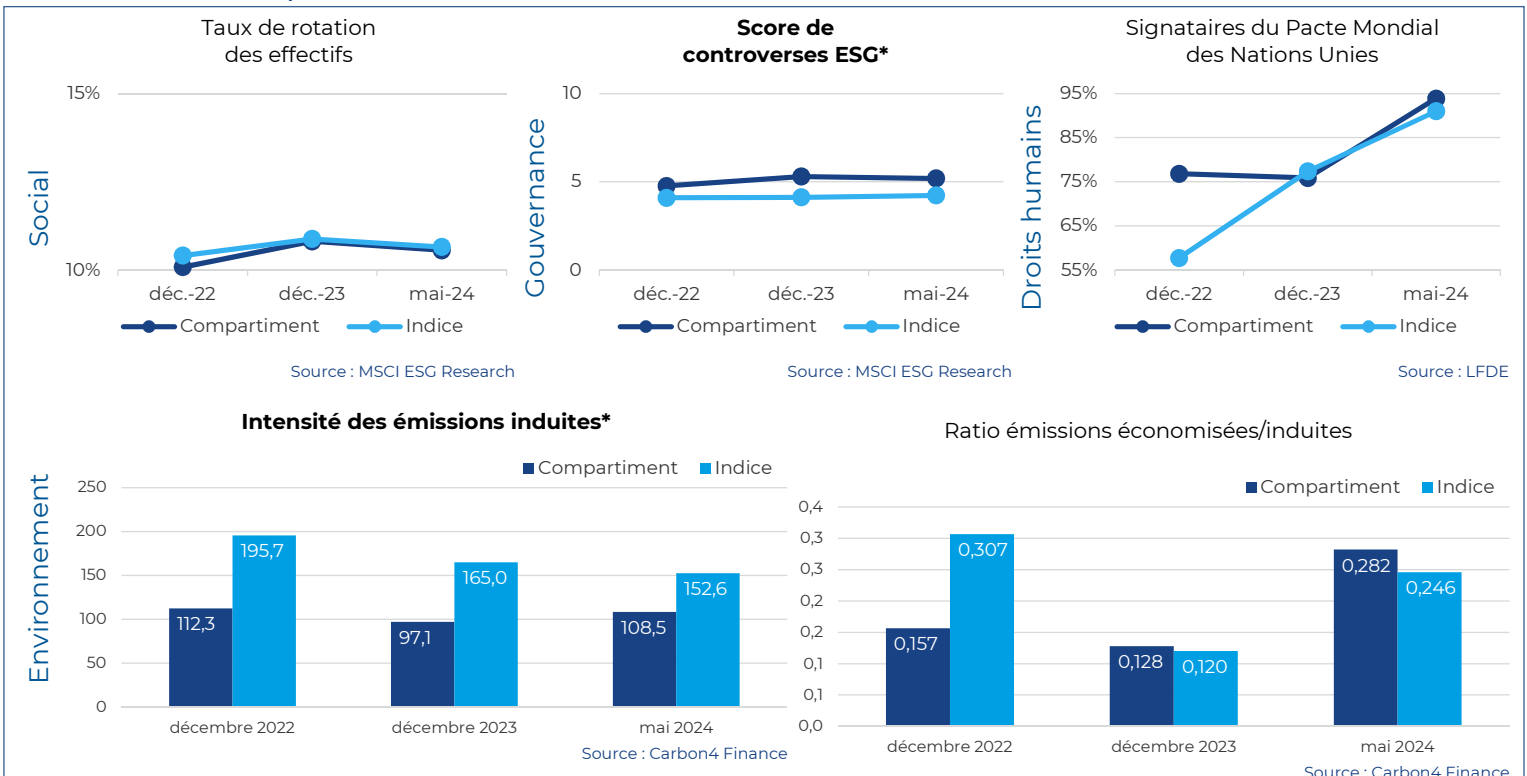 Taux de rotation
des effectifs
Social
15%
10%
déc.-22 déc.-23 mai-24
Compartiment Indice
Source : MSCI ESG Research
Score de
controverses ESG*
Gouvernance
10
5
0
déc.-22 déc.-23 mai-24
Compartiment Indice
Source : MSCI ESG Research
Signataires du Pacte Mondial
des Nations Unies
Droits humains
95%
85%
75%
65%
55%
déc.-22 déc.-23 mai-24
Compartiment Indice
Source : LFDE
Intensité des émissions induites*
Compartiment Indice
Environnement
250
200
150
100
50
0
112,3 195,7
97,1 165,0
108,5 152,6
décembre 2022 décembre 2023 mai 2024
Source : Carbon4 Finance
Ratio émissions économisées/induites
Compartiment Indice
0,4
0,3
0,3
0,2
0,2
0,1
0,1
0,0
0,157 0,307
0,128 0,120
0,282 0,246
décembre 2022 décembre 2023 mai 2024
Source : Carbon4 Finance